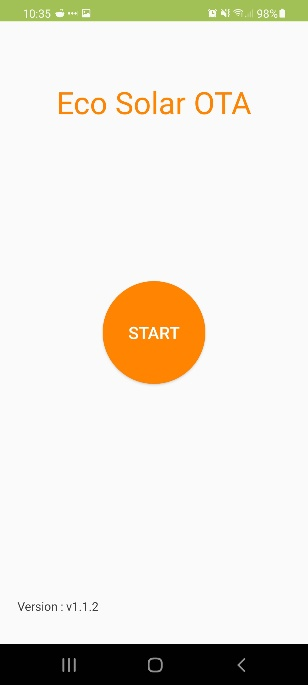 10:35
98%
Eco Solar OTA
START
Version : v1.1.2